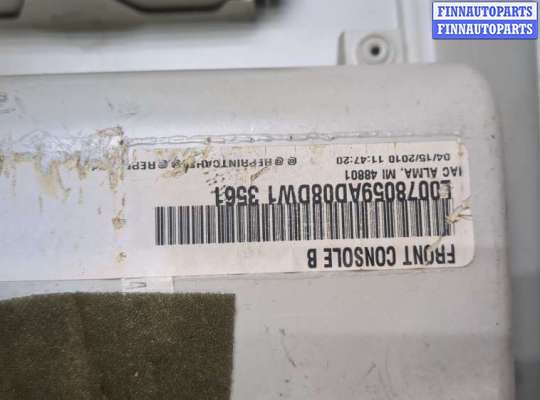 FINNAUTOPARTS
FINNAUTOPARTS
FRONT CONSOLE B
L0078059AD08DW1 3561
IAC ALMA, MI 48801
04/15/2010 11:47:20